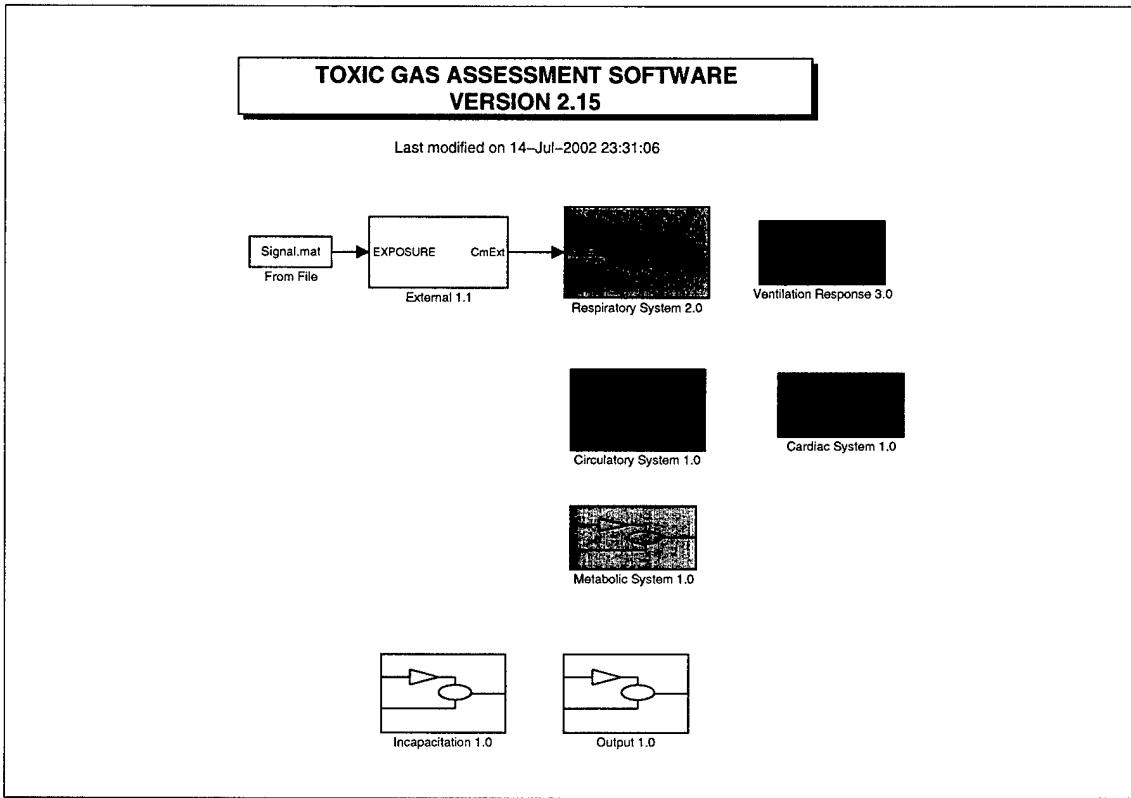 TOXIC GAS ASSESSMENT SOFTWARE
VERSION 2.15
Last modified on 14-Jul-2002 23:31:06
Signal.mat
From File
EXPOSURE
CmExt
External 1.1
Respiratory System 2.0
Ventilation Response 3.0
Circulatory System 1.0
Cardiac System 1.0
Metabolic System 1.0
Incapacitation 1.0
Output 1.0